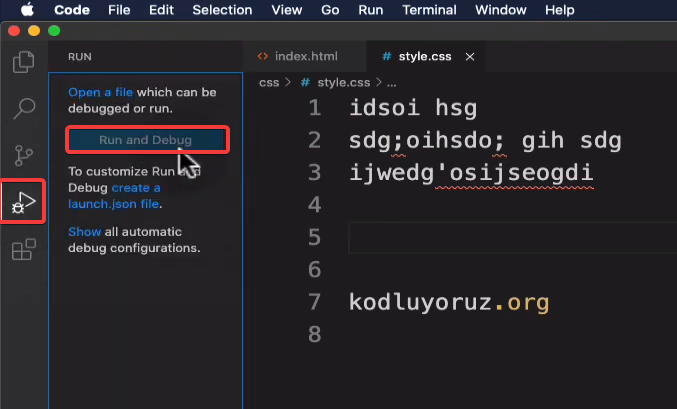 Code File Edit Selection View Go Run Terminal Window Help
RUN
Open a file which can be
debugged or run.
Run and Debug
To customize Run and
Debug create a
launch.json file.
Show all automatic
debug configurations.
<> index.html # style.css ×
css > # style.css > ...
1 idsoi hsg
2 sdg;oihsdo; gih sdg
3 ijwedg'osijseogdi
4
5
6
7 kodluyoruz.org
8